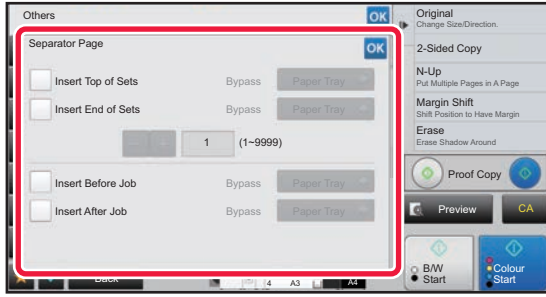 Others
OK
Separator Page
OK
Insert Top of Sets
Bypass
Paper Tray
Insert End of Sets
Bypass
Paper Tray
1
(1~9999)
Insert Before Job
Bypass
Paper Tray
Insert After Job
Bypass
Paper Tray
Back
4
A3
A4
Original
Change Size/Direction.
2-Sided Copy
N-Up
Put Multiple Pages in A Page
Margin Shift
Shift Position to Have Margin
Erase
Erase Shadow Around
Proof Copy
Preview
CA
B/W
Start
Colour
Start